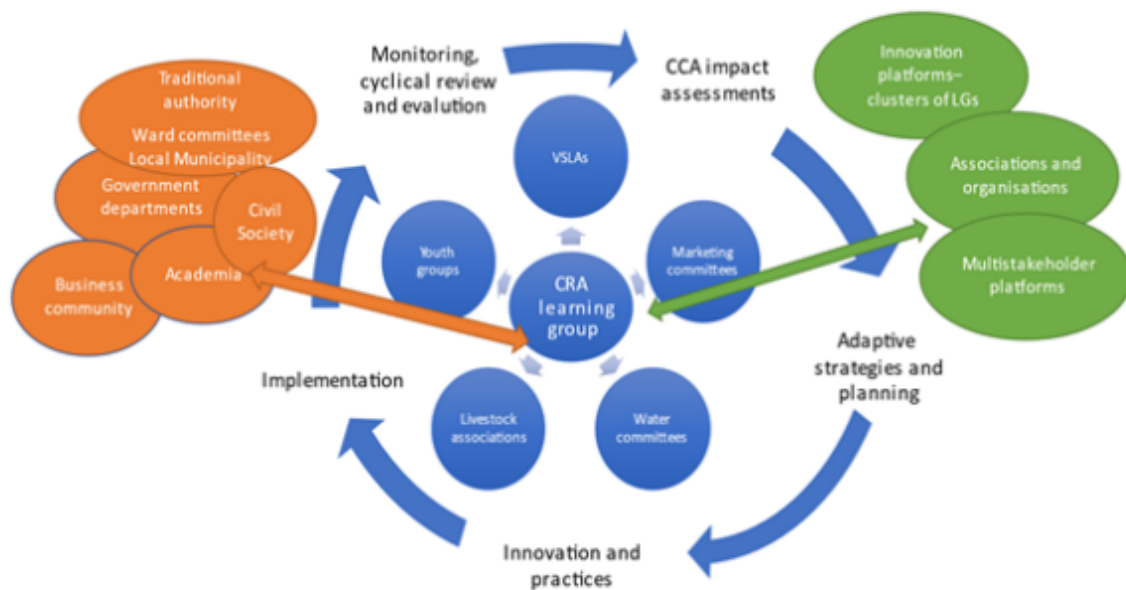 Monitoring,
cyclical review
and evalution
CCA impact
assessments
Innovation
platforms–
clusters of LGs
Traditional
authority
Ward committees
Local Municipality
Government
departments
Civil
Society
Business
community
Academia
VSLAs
Youth
groups
Marketing
committees
CRA
learning
group
Associations and
organisations
Multistakeholder
platforms
Implementation
Livestock
associations
Water
committees
Adaptive
strategies and
planning
Innovation and
practices